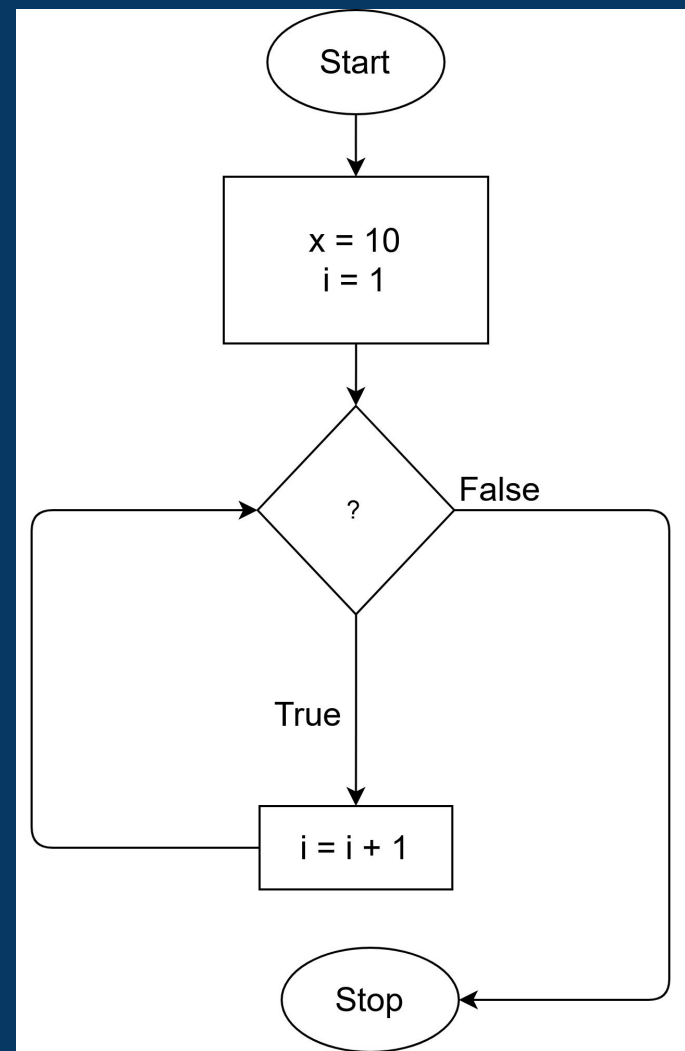 Start
x = 10
i = 1
?
False
True
i = i + 1
Stop